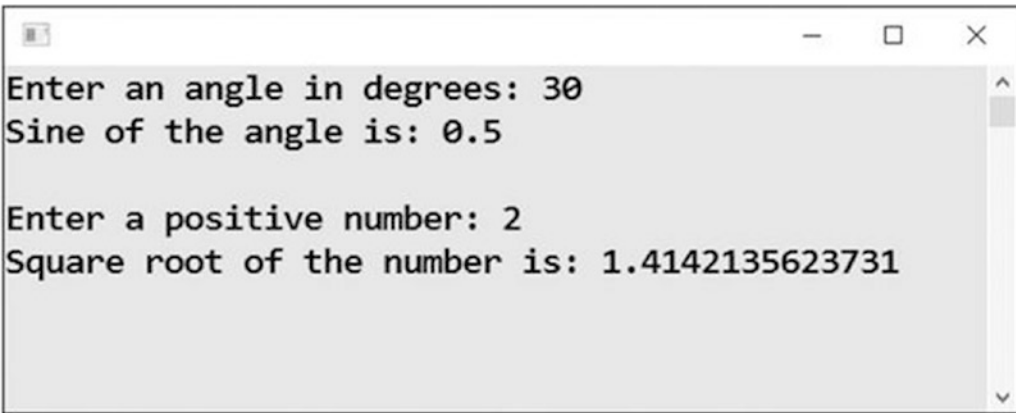 Enter an angle in degrees: 30
Sine of the angle is: 0.5
Enter a positive number: 2
Square root of the number is: 1.4142135623731